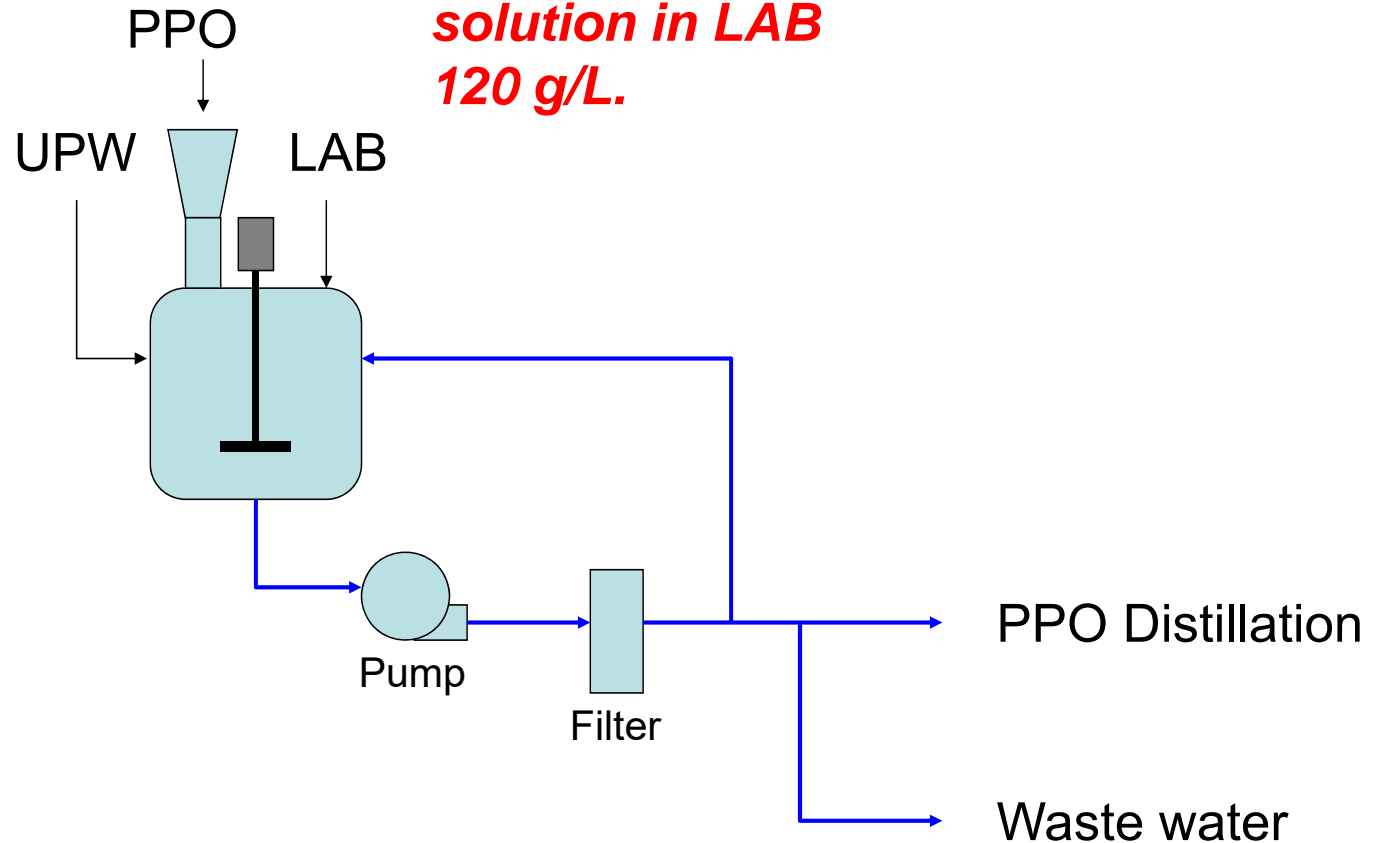 PPO
solution in LAB
120 g/L.
UPW
LAB
Pump
Filter
PPO Distillation
Waste water